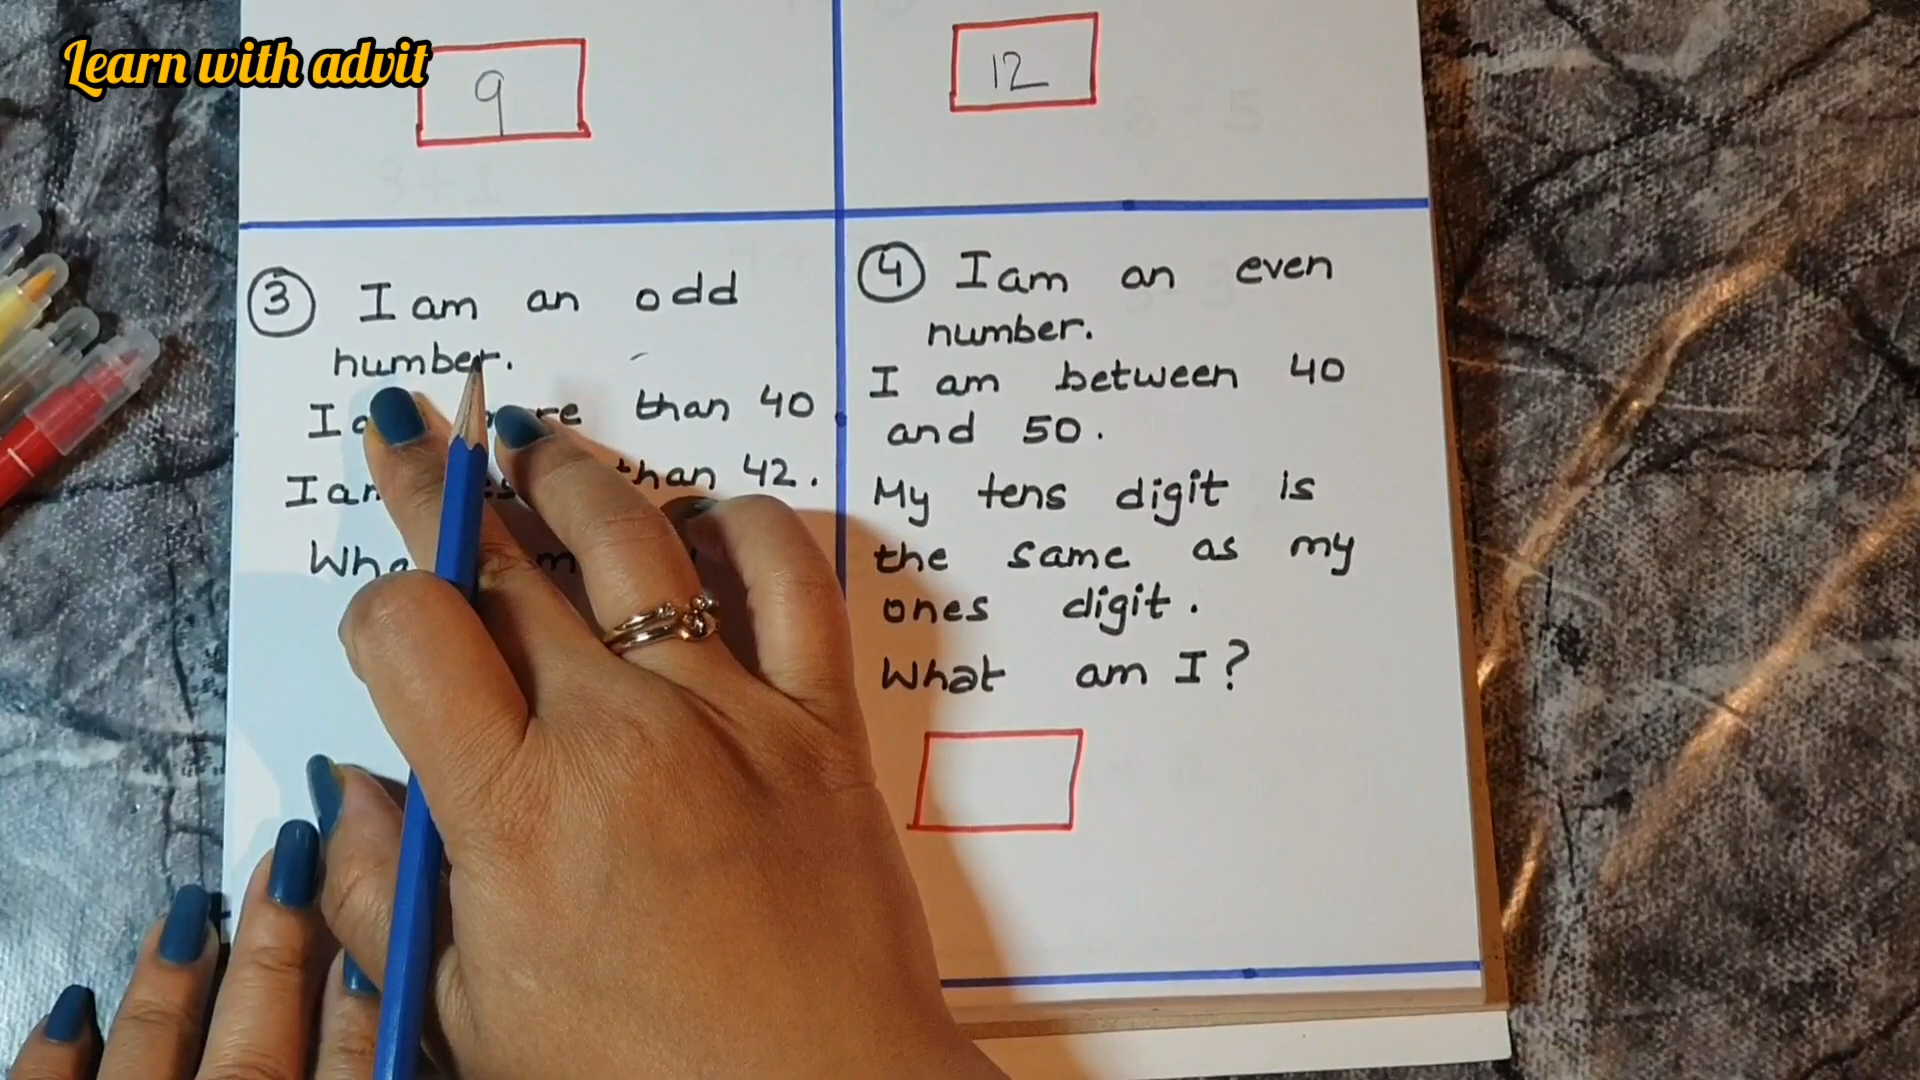 Learn with advit
9
12
3 I am an odd
number.
I than 40
I than 42.
4 I am an even
number.
I am between 40
and 50.
My tens digit is
the same as my
ones digit.
What am I?